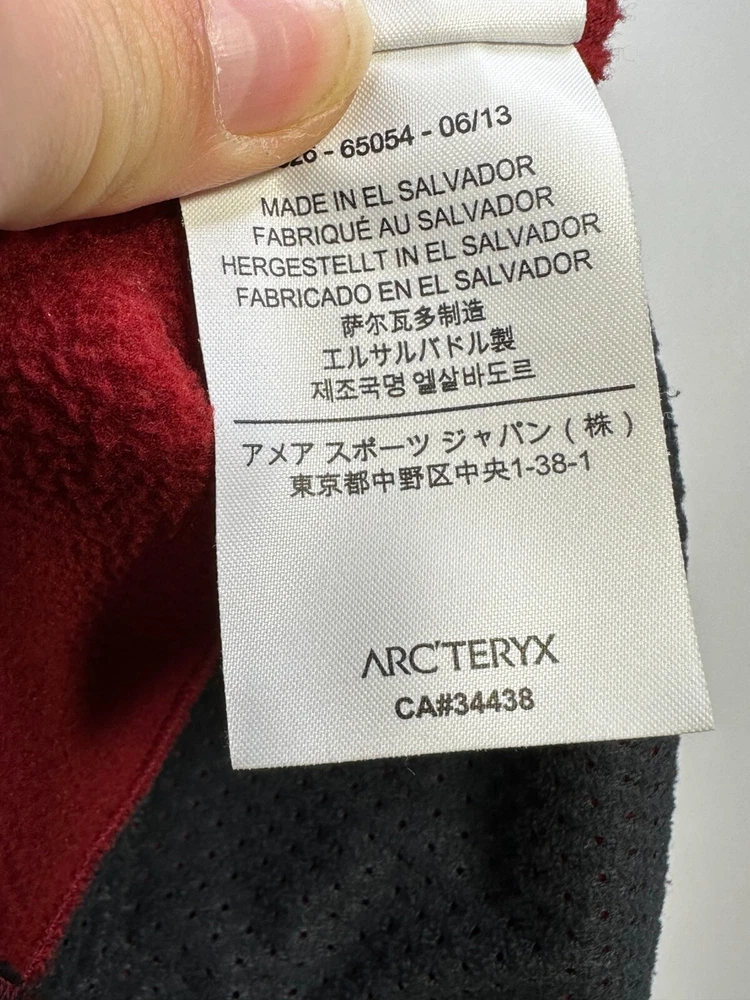 - 65054 - 06/13
MADE IN EL SALVADOR
FABRIQUÉ AU SALVADOR
HERGESTELLT IN EL SALVADOR
FABRICADO EN EL SALVADOR
萨尔瓦多制造
エルサルバドル製
제조국명 엘살바도르
アメア スポーツ ジャパン ( 株 )
東京都中野区中央1-38-1
ARC'TERYX
CA#34438